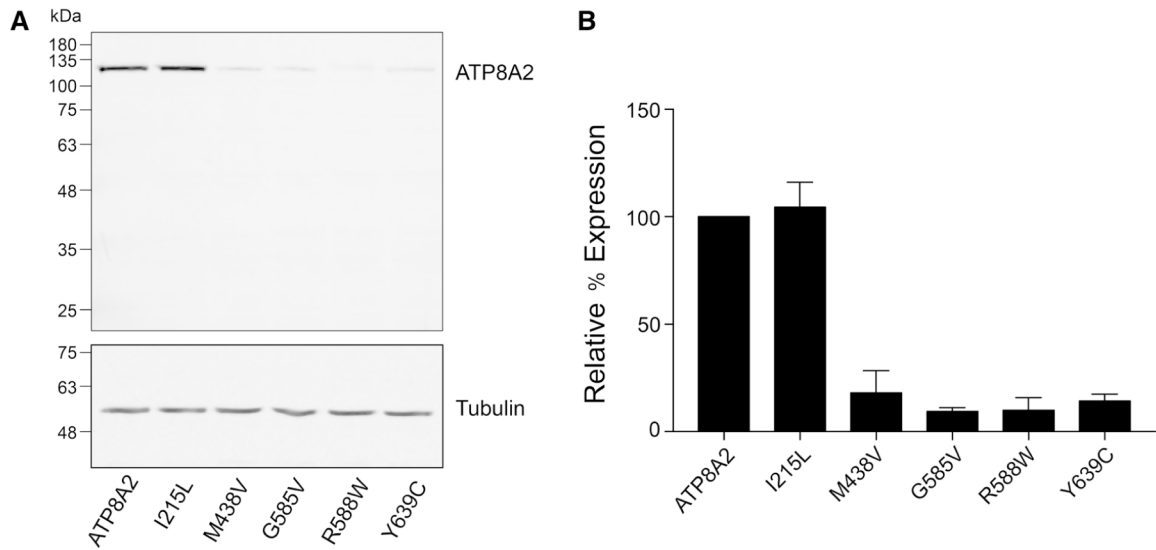 A
kDa
180
135
100
75
63
48
35
25
ATP8A2
75
63
48
Tubulin
ATP8A2
I215L
M438V
G585V
R588W
Y639C
B
Relative % Expression
150
100
50
0
ATP8A2
I215L
M438V
G585V
R588W
Y639C